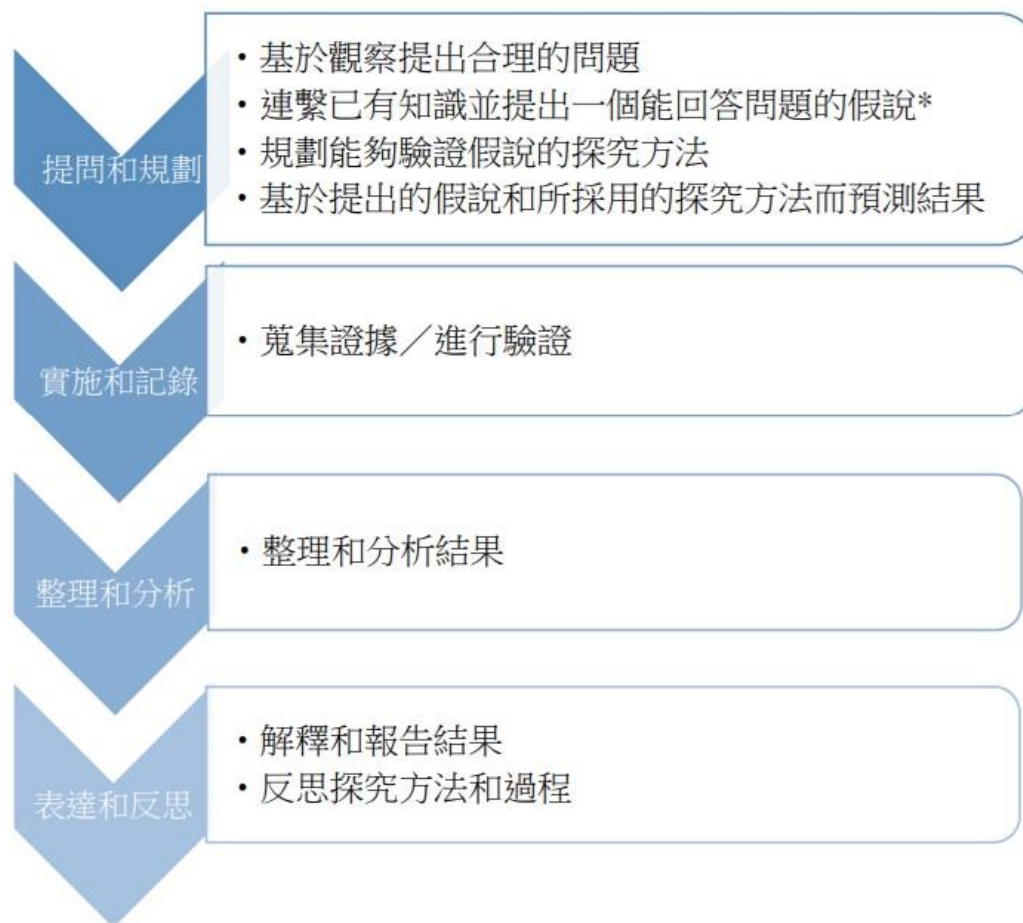 提問和規劃
・基於觀察提出合理的問題
・連繫已有知識並提出一個能回答問題的假說*
・規劃能夠驗證假說的探究方法
・基於提出的假說和所採用的探究方法而預測結果
實施和記錄
・蒐集證據／進行驗證
整理和分析
・整理和分析結果
表達和反思
・解釋和報告結果
・反思探究方法和過程